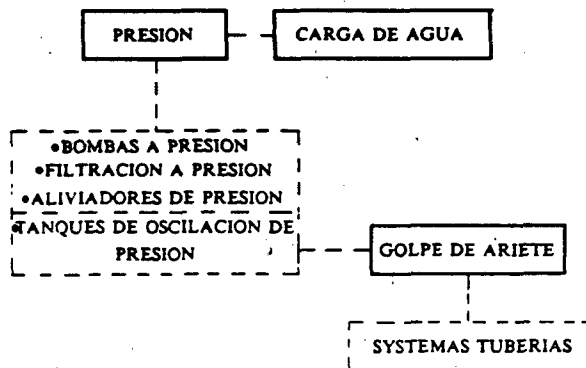 PRESION
CARGA DE AGUA
•BOMBAS A PRESION
•FILTRACION A PRESION
•ALIVIADORES DE PRESION
•TANQUES DE OSCILACION DE
PRESION
GOLPE DE ARIETE
SYSTEMAS TUBERIAS